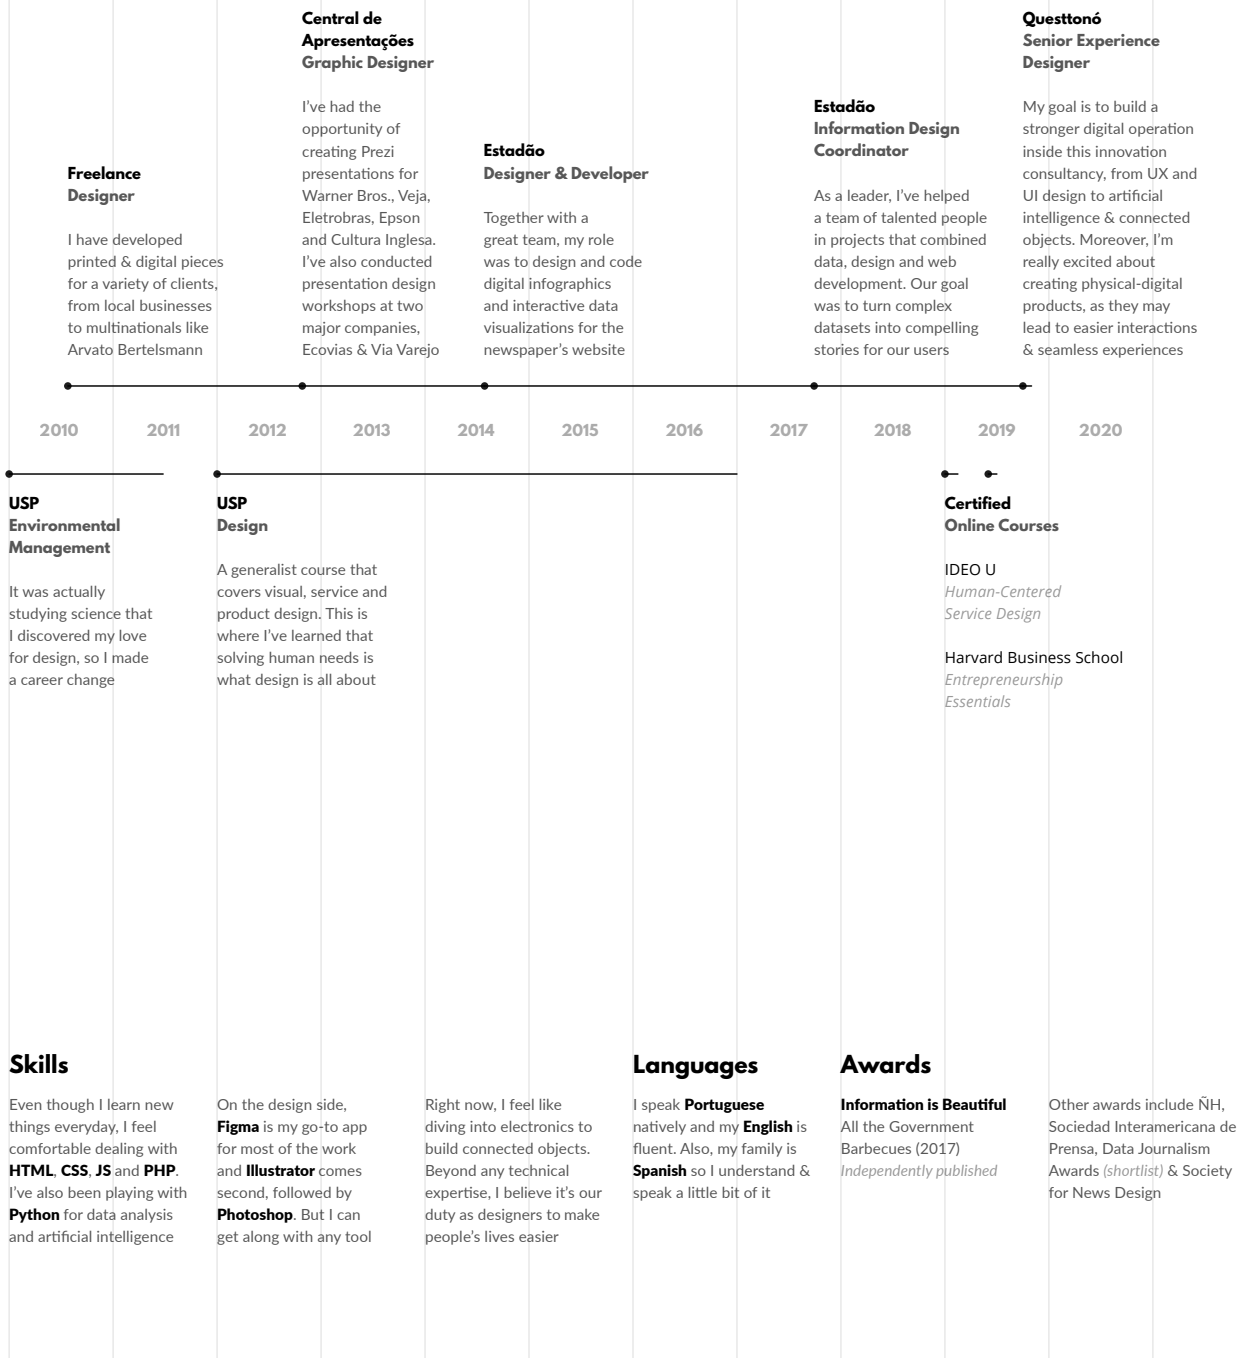 Freelance
Designer
I have developed
printed & digital pieces
for a variety of clients,
from local businesses
to multinationals like
Arvato Bertelsmann
Central de
Apresentações
Graphic Designer
I've had the
opportunity of
creating Prezi
presentations for
Warner Bros., Veja,
Eletrobras, Epson
and Cultura Inglesa.
I've also conducted
presentation design
workshops at two
major companies,
Ecovias & Via Varejo
Estadão
Designer & Developer
Together with a
great team, my role
was to design and code
digital infographics
and interactive data
visualizations for the
newspaper's website
Estadão
Information Design
Coordinator
As a leader, I've helped
a team of talented people
in projects that combined
data, design and web
development. Our goal
was to turn complex
datasets into compelling
stories for our users
Questtonó
Senior Experience
Designer
My goal is to build a
stronger digital operation
inside this innovation
consultancy, from UX and
UI design to artificial
intelligence & connected
objects. Moreover, I'm
really excited about
creating physical-digital
products, as they may
lead to easier interactions
& seamless experiences
2010 2011 2012 2013 2014 2015 2016 2017 2018 2019 2020
USP
Environmental
Management
It was actually
studying science that
I discovered my love
for design, so I made
a career change
USP
Design
A generalist course that
covers visual, service and
product design. This is
where I've learned that
solving human needs is
what design is all about
Certified
Online Courses
IDEO U
Human-Centered
Service Design
Harvard Business School
Entrepreneurship
Essentials
Skills
Even though I learn new
things everyday, I feel
comfortable dealing with
HTML, CSS, JS and PHP.
I've also been playing with
Python for data analysis
and artificial intelligence
On the design side,
Figma is my go-to app
for most of the work
and Illustrator comes
second, followed by
Photoshop. But I can
get along with any tool
Right now, I feel like
diving into electronics to
build connected objects.
Beyond any technical
expertise, I believe it's our
duty as designers to make
people's lives easier
Languages
I speak Portuguese
natively and my English is
fluent. Also, my family is
Spanish so I understand &
speak a little bit of it
Awards
Information is Beautiful
All the Government
Barbecues (2017)
Independently published
Other awards include ÑH,
Sociedad Interamericana de
Prensa, Data Journalism
Awards (shortlist) & Society
for News Design